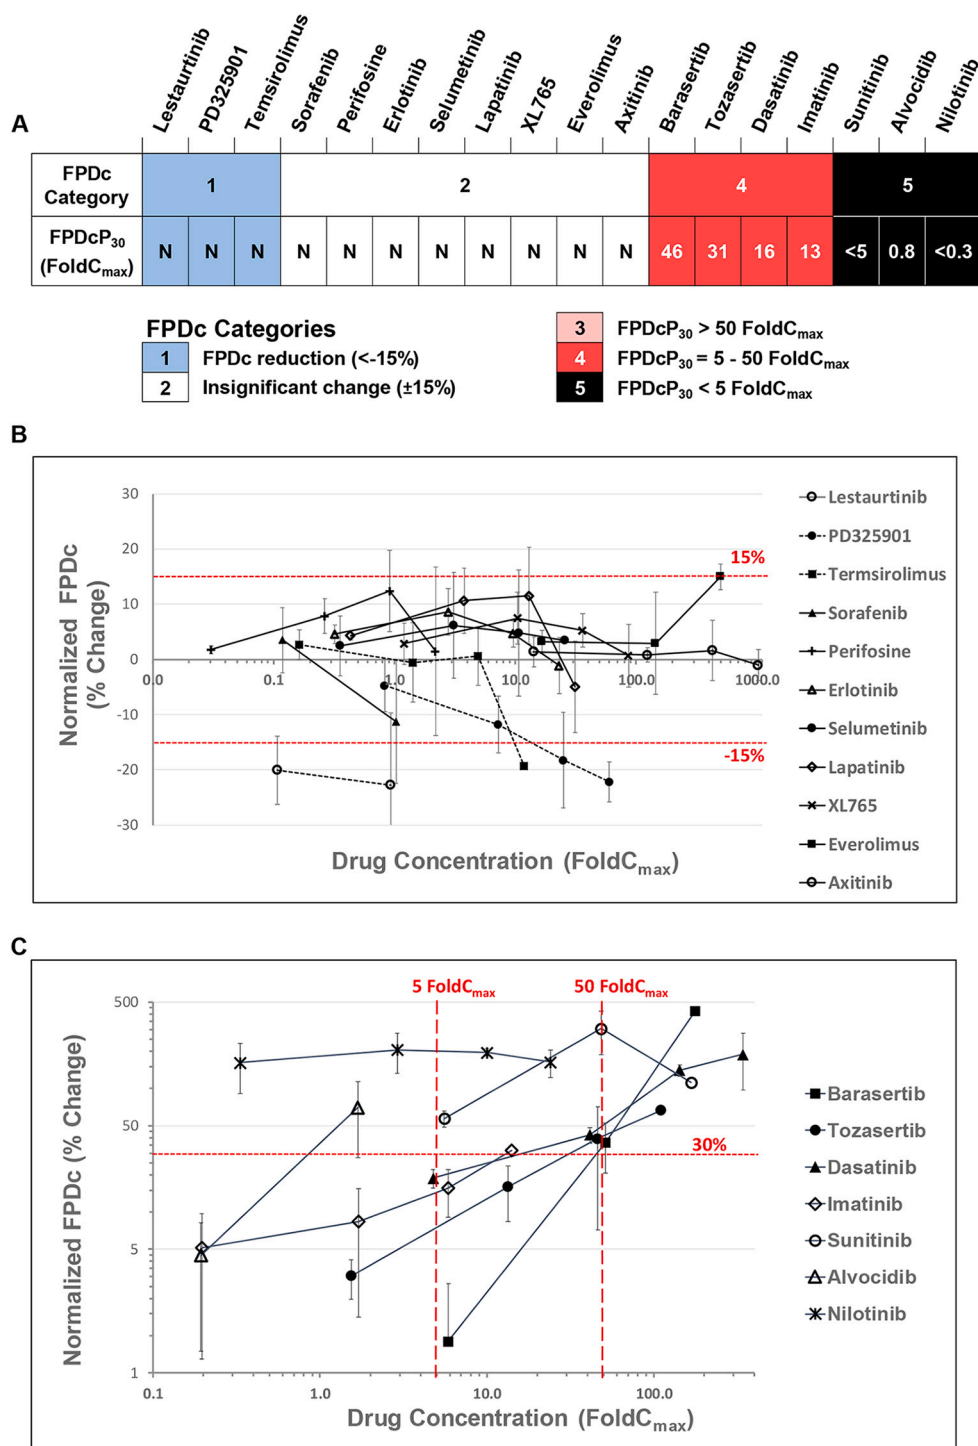 Lestaurtinib PD325901 Temsirolimus Sorafenib Perifosine Erlotinib Selumetinib Lapatinib XL765 Everolimus Axitinib Barasertib Tozasertib Dasatinib Imatinib Sunitinib Alvocidib Nilotinib
A
FPDc Category 1 2 4 5
FPDcP30 (FoldCmax) N N N N N N N N N N N 46 31 16 13 <5 0.8 <0.3
FPDc Categories
1 FPDc reduction (<-15%)
2 Insignificant change (±15%)
3 FPDcP30 > 50 FoldCmax
4 FPDcP30 = 5 - 50 FoldCmax
5 FPDcP30 < 5 FoldCmax
B
Normalized FPDc
(% Change)
30
20
10
0
-10
-20
-30
15%
-15%
0.0 0.1 1.0 10.0 100.0 1000.0
Drug Concentration (FoldCmax)
Lestaurtinib
PD325901
Termsirolimus
Sorafenib
Perifosine
Erlotinib
Selumetinib
Lapatinib
XL765
Everolimus
Axitinib
C
5 FoldCmax 50 FoldCmax
Normalized FPDc (% Change)
500
50
5
1
30%
0.1 1.0 10.0 100.0
Drug Concentration (FoldCmax)
Barasertib
Tozasertib
Dasatinib
Imatinib
Sunitinib
Alvocidib
Nilotinib